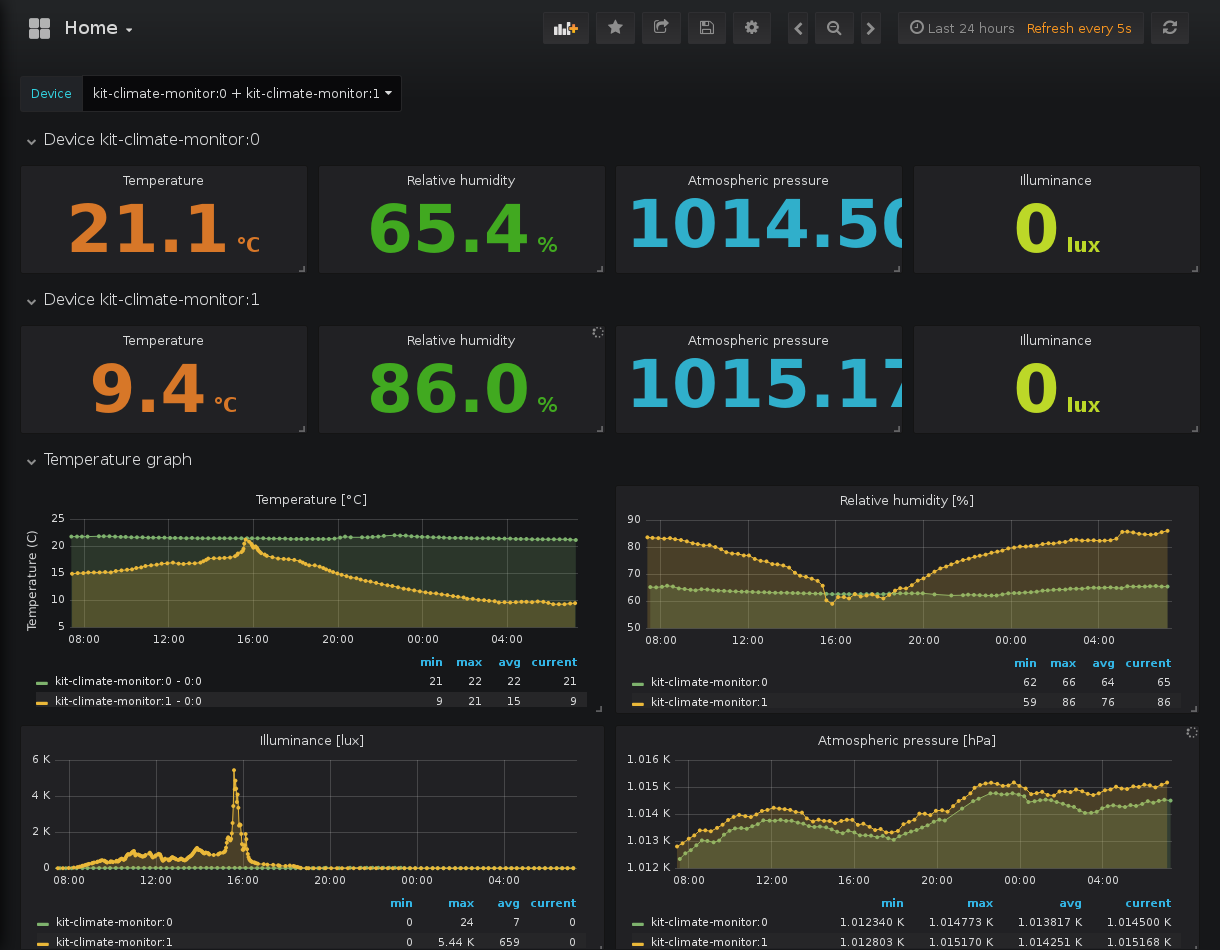 Home
Last 24 hours Refresh every 5s
Device kit-climate-monitor:0 + kit-climate-monitor:1
Device kit-climate-monitor:0
Temperature Relative humidity Atmospheric pressure Illuminance
21.1 °C 65.4 % 1014.50 0 lux
Device kit-climate-monitor:1
Temperature Relative humidity Atmospheric pressure Illuminance
9.4 °C 86.0 % 1015.17 0 lux
Temperature graph
Temperature [°C]
Temperature (C)
25
20
15
10
5
08:00 12:00 16:00 20:00 00:00 04:00
min max avg current
kit-climate-monitor:0 - 0:0 21 22 22 21
kit-climate-monitor:1 - 0:0 9 21 15 9
Relative humidity [%]
90
80
70
60
50
08:00 12:00 16:00 20:00 00:00 04:00
min max avg current
kit-climate-monitor:0 62 66 64 65
kit-climate-monitor:1 59 86 76 86
Illuminance [lux]
6 K
4 K
2 K
0
08:00 12:00 16:00 20:00 00:00 04:00
min max avg current
kit-climate-monitor:0 0 24 7 0
kit-climate-monitor:1 0 5.44 K 659 0
Atmospheric pressure [hPa]
1.016 K
1.015 K
1.014 K
1.013 K
1.012 K
08:00 12:00 16:00 20:00 00:00 04:00
min max avg current
kit-climate-monitor:0 1.012340 K 1.014773 K 1.013817 K 1.014500 K
kit-climate-monitor:1 1.012803 K 1.015170 K 1.014251 K 1.015168 K